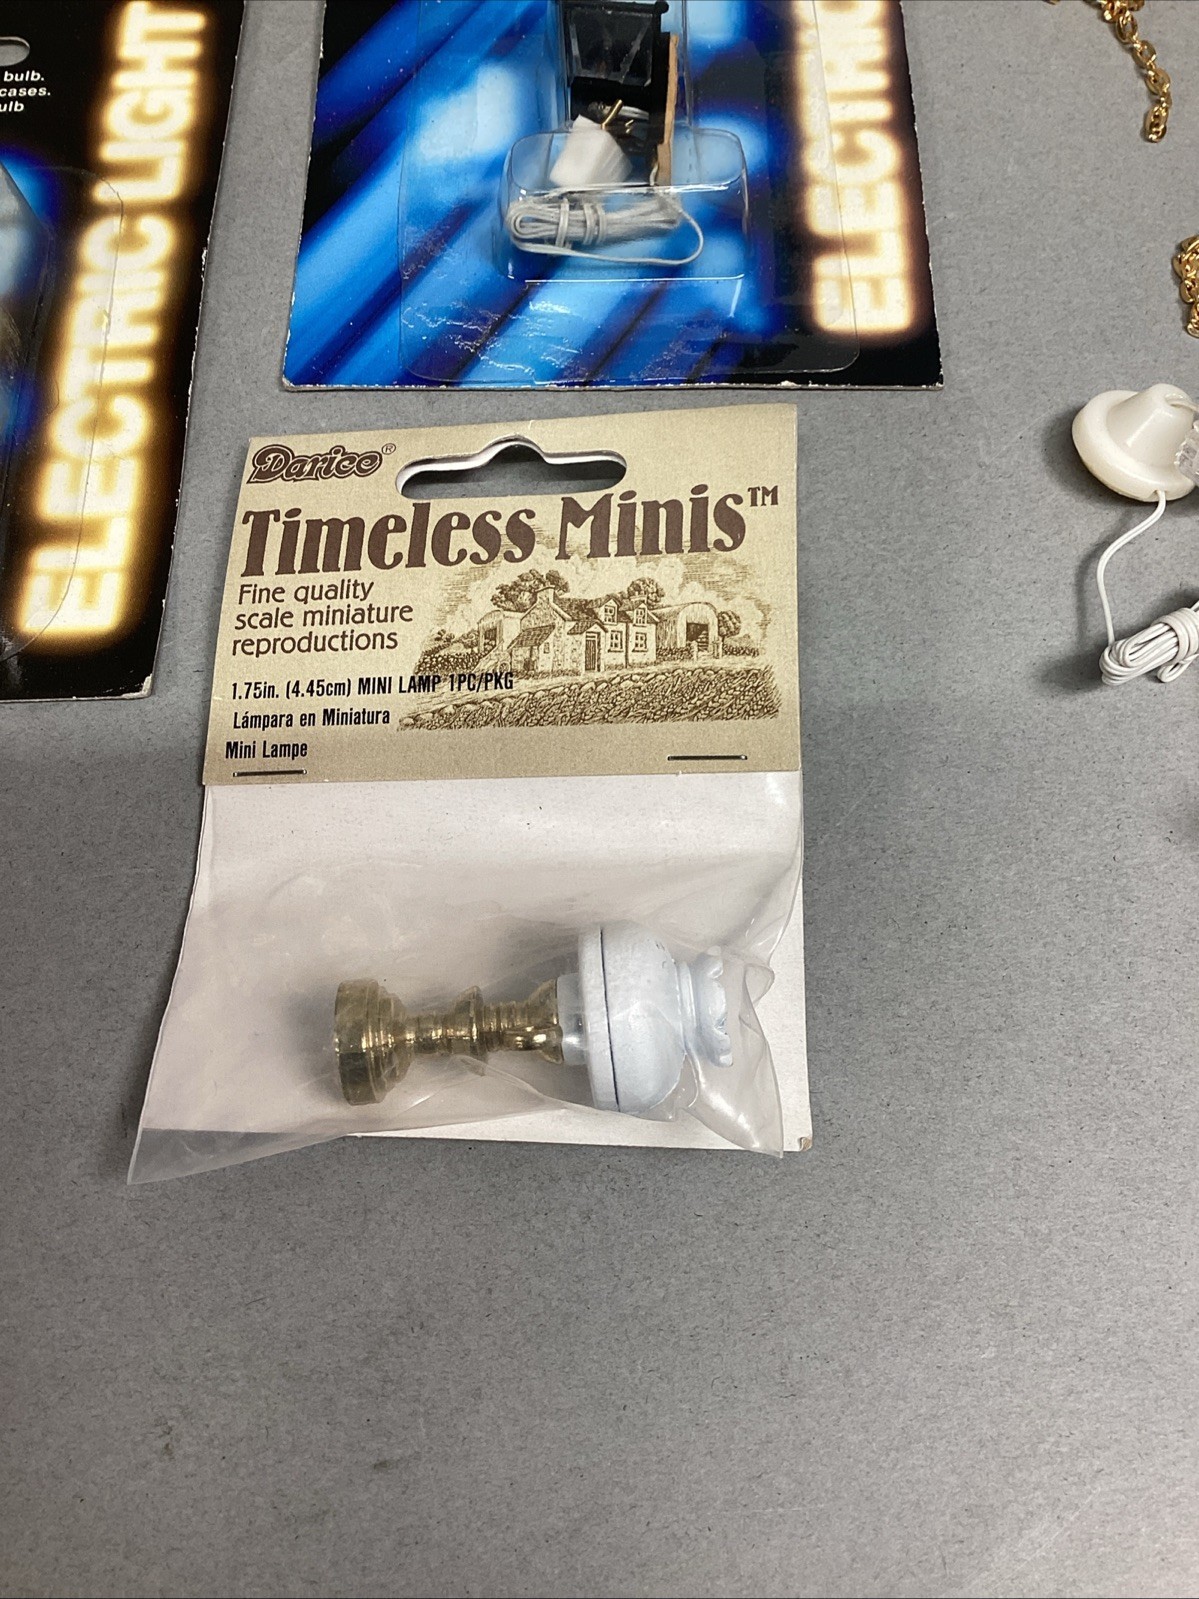 bulb.
cases.
ulb
ELECTRIC LIGHT
ELECTRIC
Darice®
Timeless Minis™
Fine quality
scale miniature
reproductions
1.75in. (4.45cm) MINI LAMP 1PC/PKG
Lámpara en Miniatura
Mini Lampe